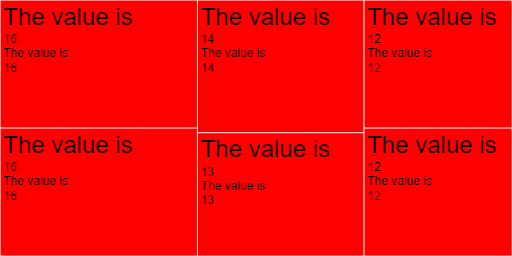 The value is
16
The value is
16
The value is
14
The value is
14
The value is
12
The value is
12
The value is
16
The value is
16
The value is
13
The value is
13
The value is
12
The value is
12